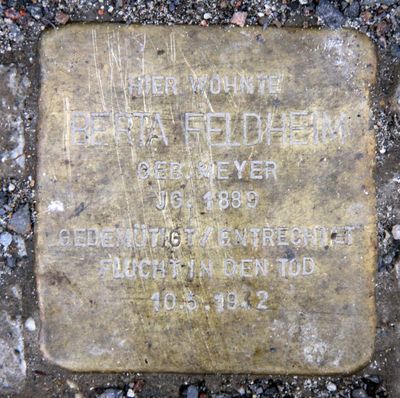 HIER WOHNTE
BERTA FELDHEIM
GEB. MEYER
JG. 1889
GEDEMÜTIGT / ENTRECHTET
FLUCHT IN DEN TOD
10.5.1942